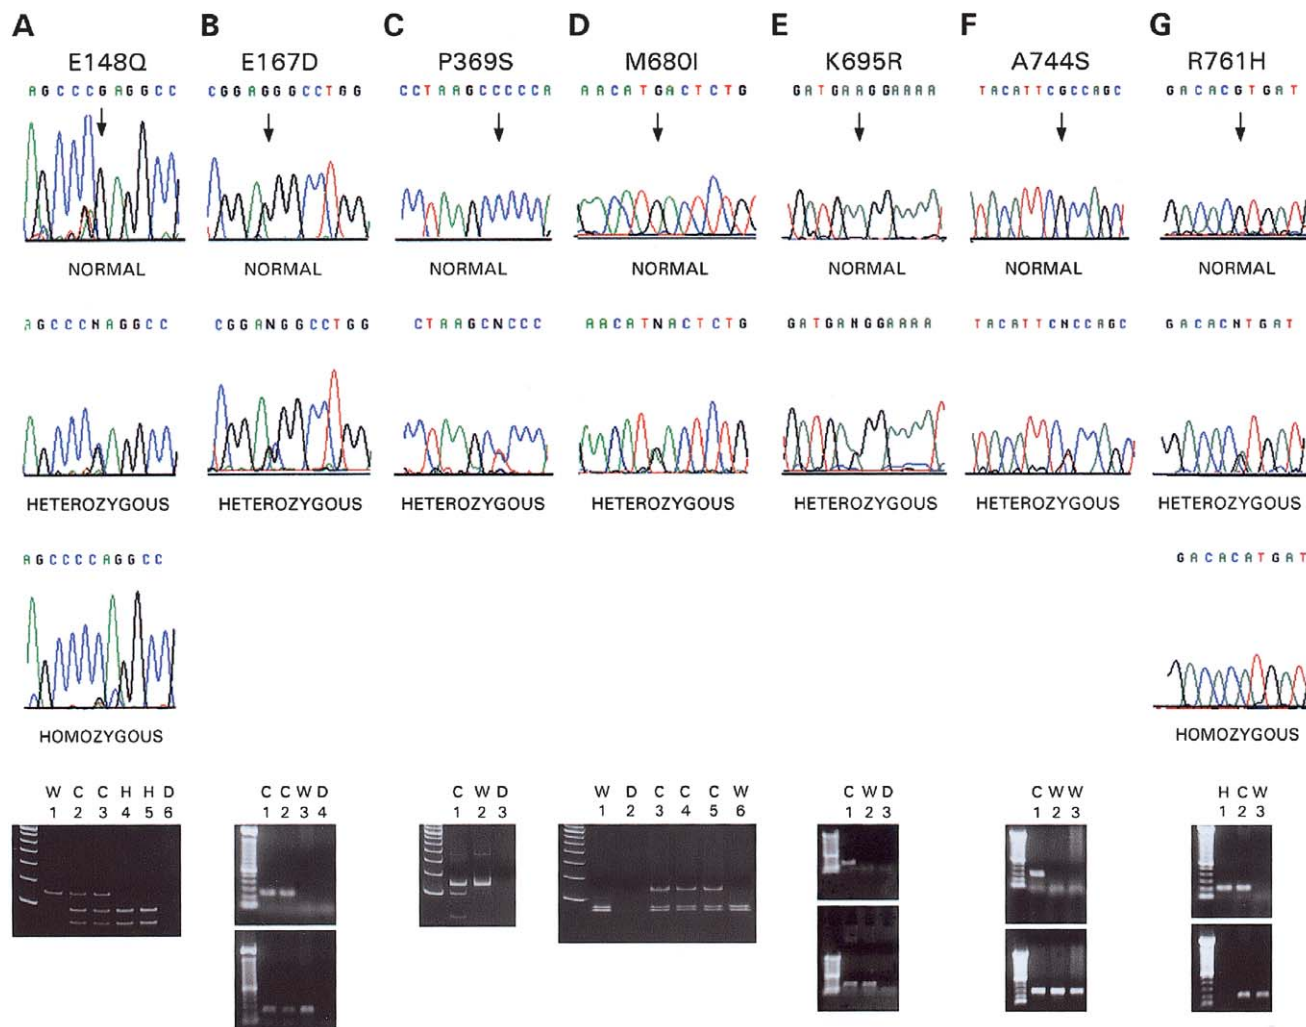 A B C D E F G
E148Q E167D P369S M680I K695R A744S R761H
AGCCCGAGGCC CGGAGGGCCTGG CCTAAGCCCCCA AACATGACTCTG GATGAAGGAAAA TACATTCGCCAGC GACACGTGAT
NORMAL NORMAL NORMAL NORMAL NORMAL NORMAL NORMAL
AGCCCNAGGCC CGGANGGCCTGG CTAAGCNCCC AACATNACTCTG GATGANGGAAAA TACATTCNCCAGC GACACNTGAT
HETEROZYGOUS HETEROZYGOUS HETEROZYGOUS HETEROZYGOUS HETEROZYGOUS HETEROZYGOUS HETEROZYGOUS
AGCCCCAGGCC GACACATGAT
HOMOZYGOUS HOMOZYGOUS
W C C H H D C C W D C W D W D C C C W C W D C W W H C W
1 2 3 4 5 6 1 2 3 4 1 2 3 1 2 3 4 5 6 1 2 3 1 2 3 1 2 3